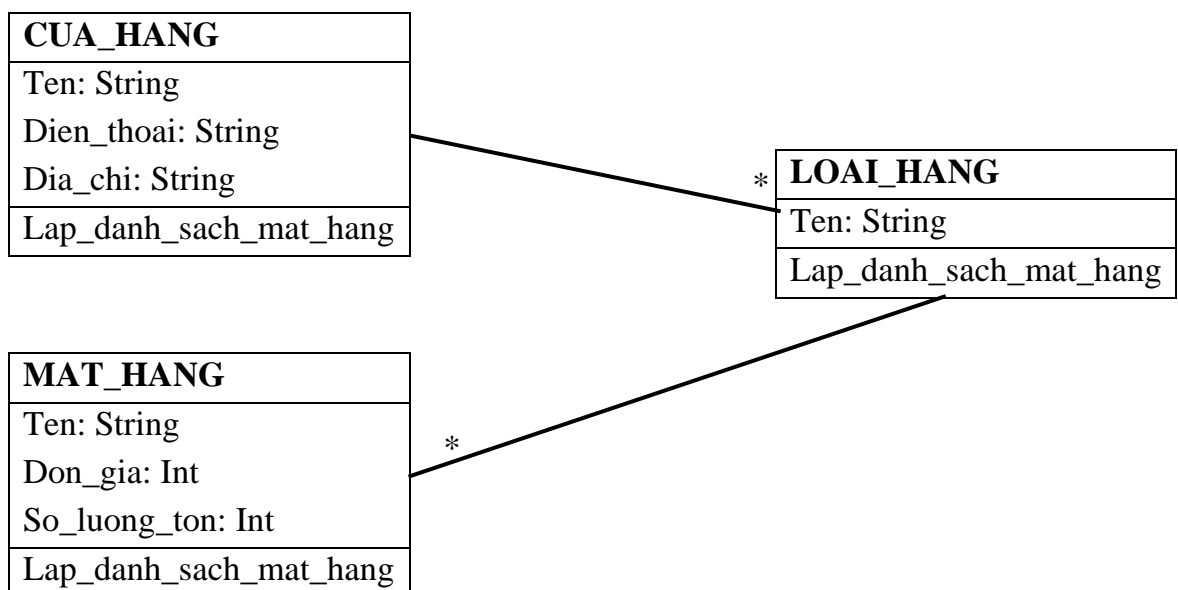 CUA_HANG
Ten: String
Dien_thoai: String
Dia_chi: String
Lap_danh_sach_mat_hang
*
LOAI_HANG
Ten: String
Lap_danh_sach_mat_hang
MAT_HANG
Ten: String
Don_gia: Int
So_luong_ton: Int
Lap_danh_sach_mat_hang
*